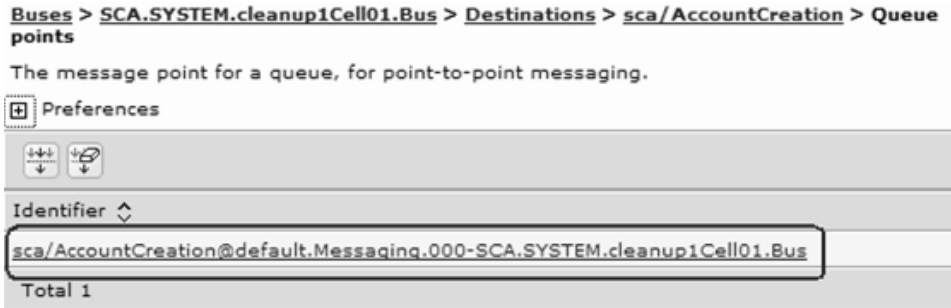 Buses > SCA.SYSTEM.cleanup1Cell01.Bus > Destinations > sca/AccountCreation > Queue
points
The message point for a queue, for point-to-point messaging.
Preferences
Identifier
sca/AccountCreation@default.Messaging.000-SCA.SYSTEM.cleanup1Cell01.Bus
Total 1